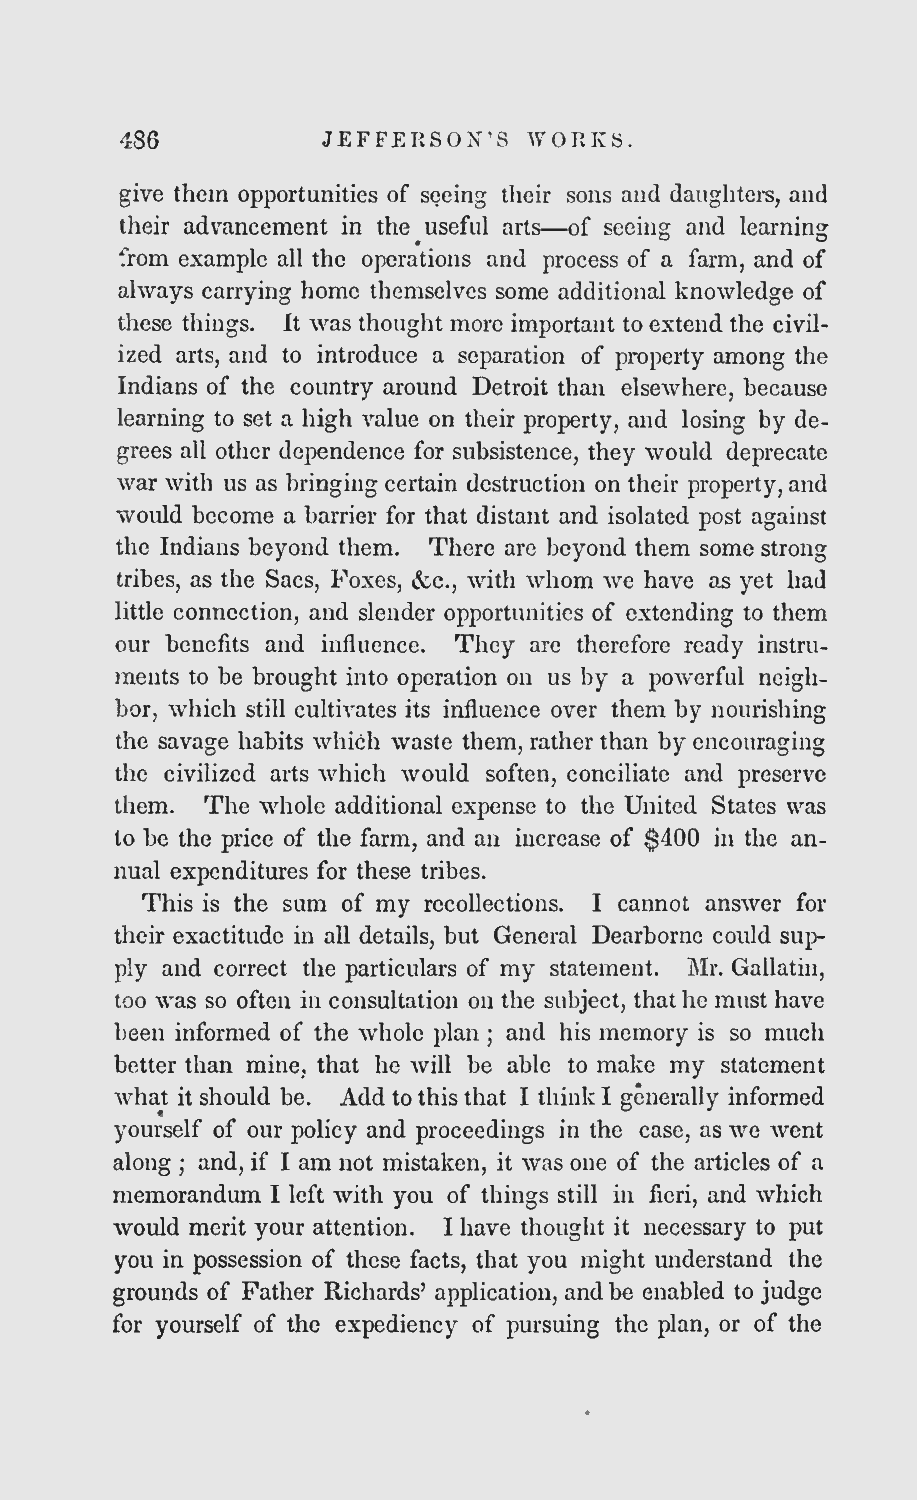 486 JEFFERSON'S WORKS.
give them opportunities of seeing their sons and daughters, and
their advancement in the useful arts—of seeing and learning
from example all the operations and process of a farm, and of
always carrying home themselves some additional knowledge of
these things. It was thought more important to extend the civil-
ized arts, and to introduce a separation of property among the
Indians of the country around Detroit than elsewhere, because
learning to set a high value on their property, and losing by de-
grees all other dependence for subsistence, they would deprecate
war with us as bringing certain destruction on their property, and
would become a barrier for that distant and isolated post against
the Indians beyond them. There are beyond them some strong
tribes, as the Sacs, Foxes, &c., with whom we have as yet had
little connection, and slender opportunities of extending to them
our benefits and influence. They are therefore ready instru-
ments to be brought into operation on us by a powerful neigh-
bor, which still cultivates its influence over them by nourishing
the savage habits which waste them, rather than by encouraging
the civilized arts which would soften, conciliate and preserve
them. The whole additional expense to the United States was
to be the price of the farm, and an increase of $400 in the an-
nual expenditures for these tribes.
This is the sum of my recollections. I cannot answer for
their exactitude in all details, but General Dearborne could sup-
ply and correct the particulars of my statement. Mr. Gallatin,
too was so often in consultation on the subject, that he must have
been informed of the whole plan ; and his memory is so much
better than mine, that he will be able to make my statement
what it should be. Add to this that I think I generally informed
yourself of our policy and proceedings in the case, as we went
along ; and, if I am not mistaken, it was one of the articles of a
memorandum I left with you of things still in fieri, and which
would merit your attention. I have thought it necessary to put
you in possession of these facts, that you might understand the
grounds of Father Richards' application, and be enabled to judge
for yourself of the expediency of pursuing the plan, or of the